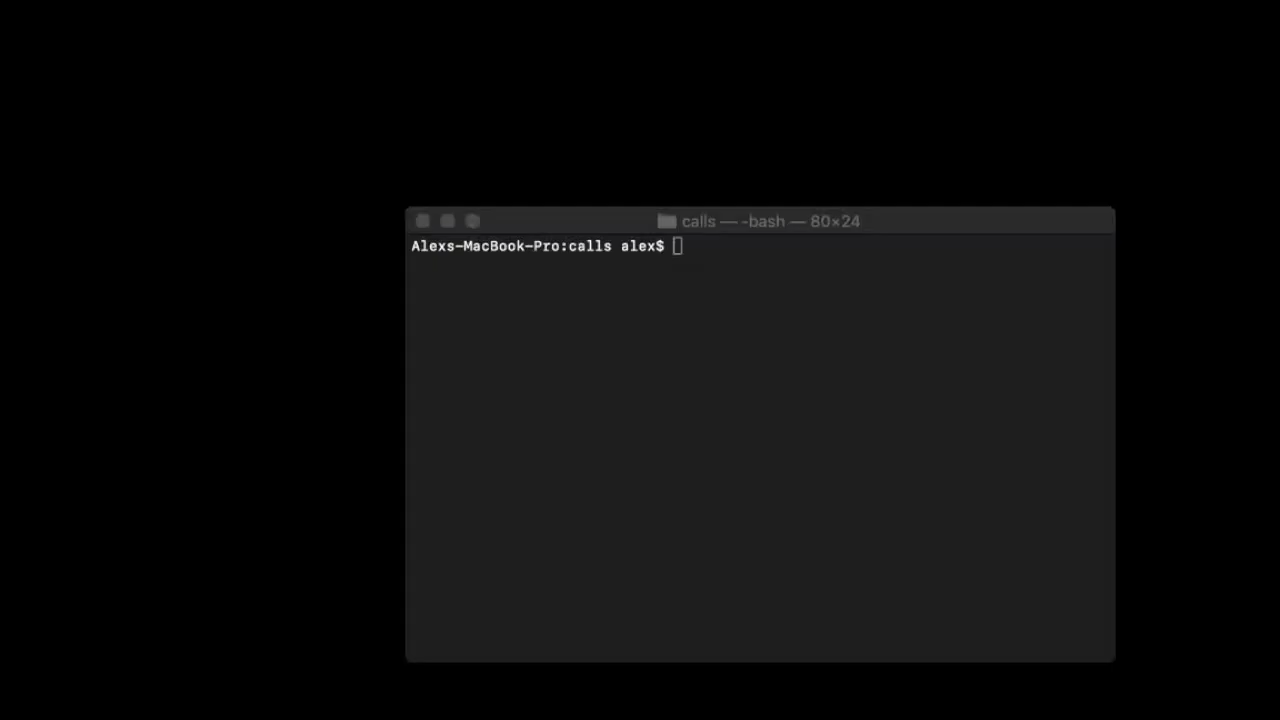 calls — -bash — 80×24
Alexs-MacBook-Pro:calls alex$